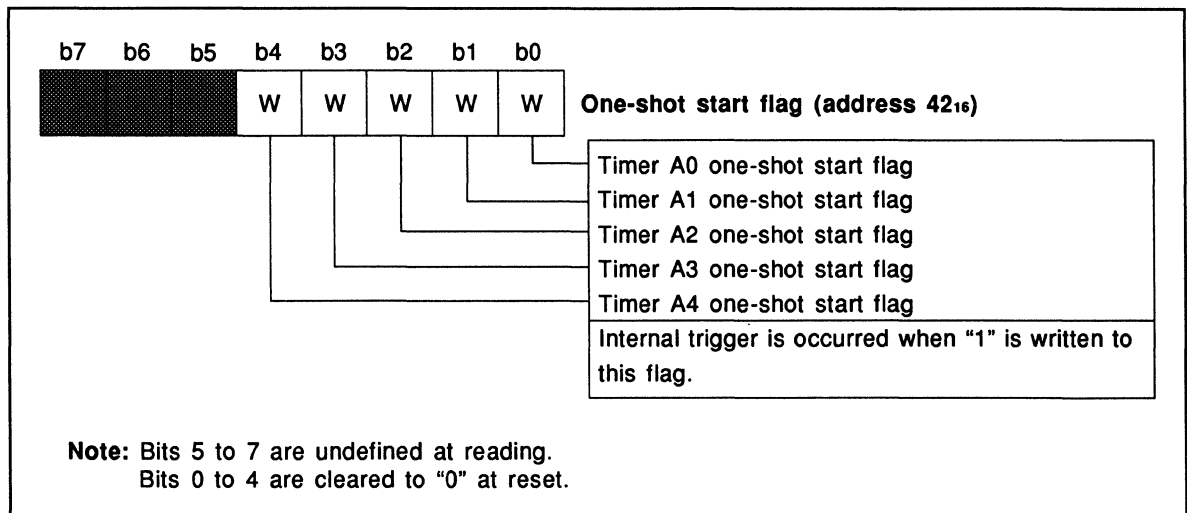 b7 b6 b5 b4 b3 b2 b1 b0
W W W W W One-shot start flag (address 42₁₆)
Timer A0 one-shot start flag
Timer A1 one-shot start flag
Timer A2 one-shot start flag
Timer A3 one-shot start flag
Timer A4 one-shot start flag
Internal trigger is occurred when “1” is written to
this flag.
Note: Bits 5 to 7 are undefined at reading.
Bits 0 to 4 are cleared to “0” at reset.